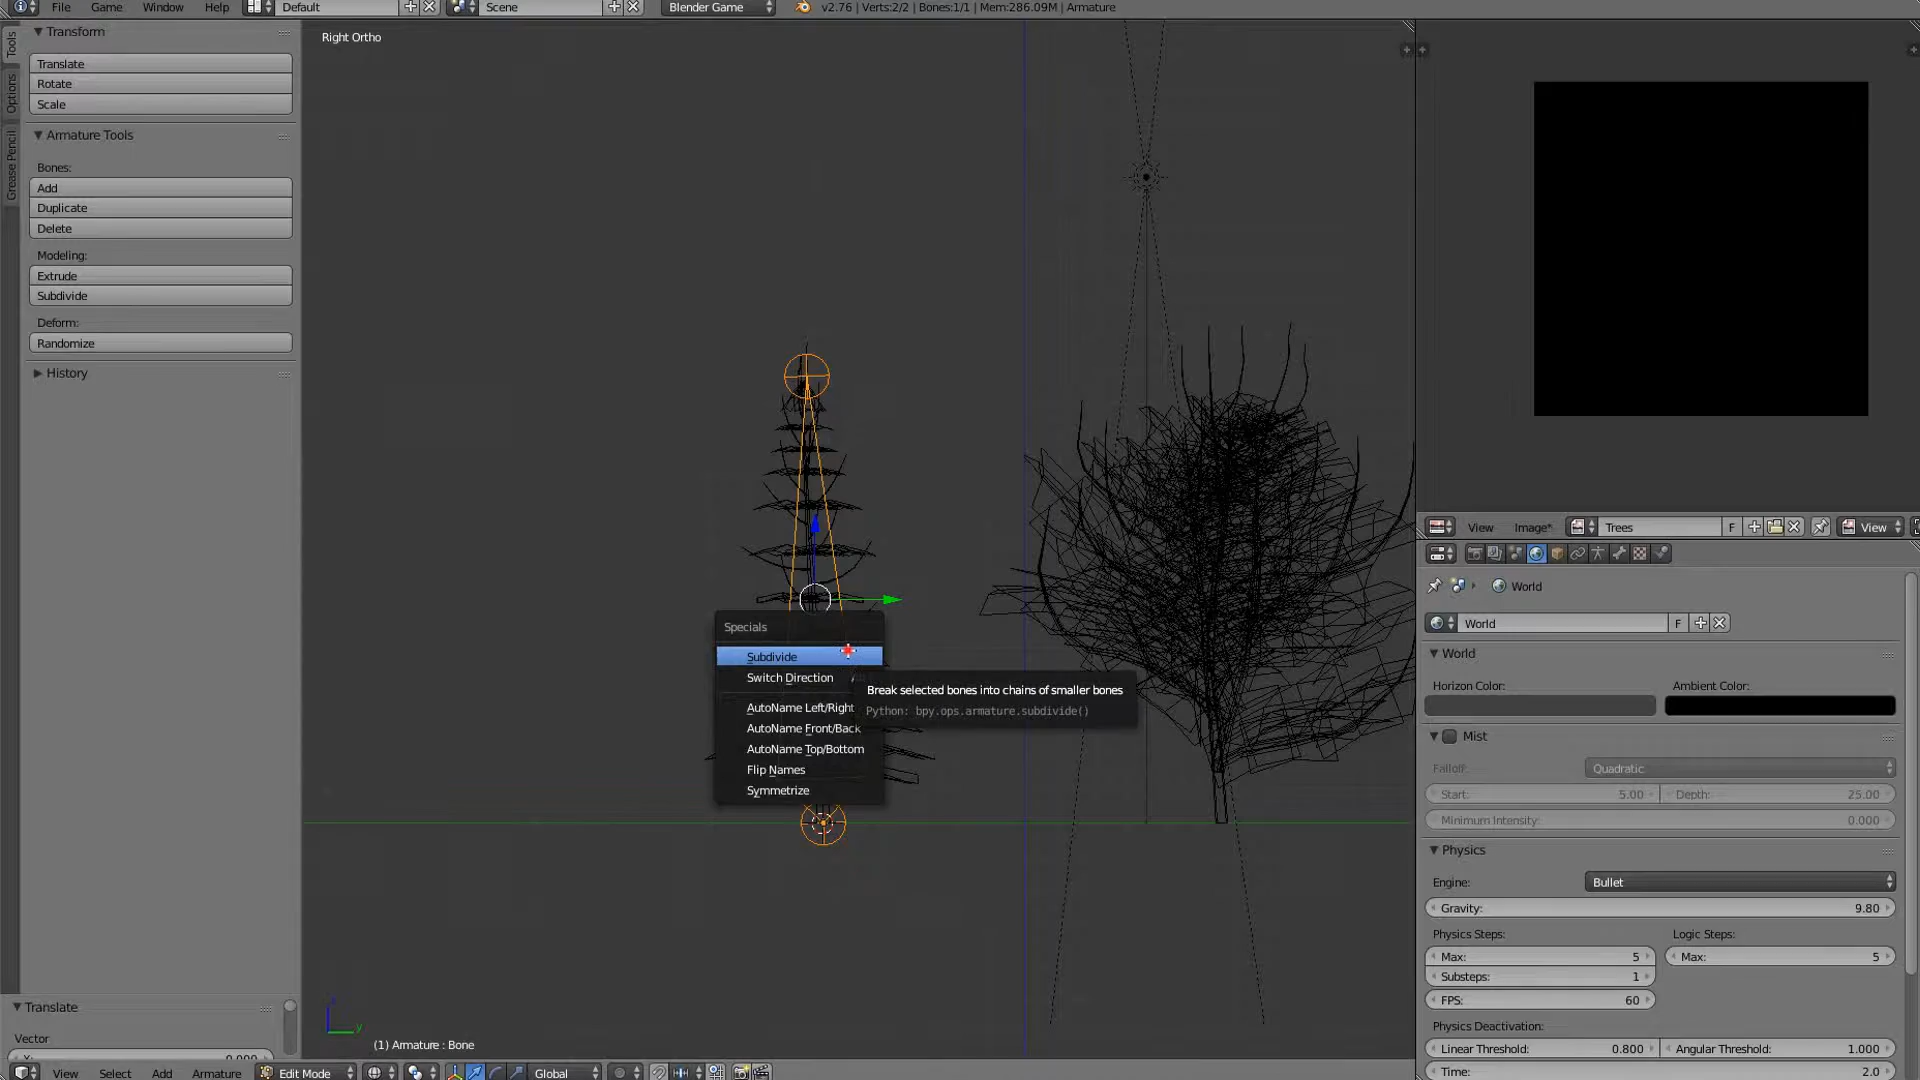 File Game Window Help Default Scene Blender Game v2.76 | Verts:2/2 | Bones:1/1 | Mem:286.09M | Armature
Tools
Options
Grease Pencil
Transform
Translate
Rotate
Scale
Armature Tools
Bones:
Add
Duplicate
Delete
Modeling:
Extrude
Subdivide
Deform:
Randomize
History
Translate
Vector
X: 0.000
Right Ortho
Specials
Subdivide
Switch Direction
AutoName Left/Right
AutoName Front/Back
AutoName Top/Bottom
Flip Names
Symmetrize
Break selected bones into chains of smaller bones
Python: bpy.ops.armature.subdivide()
y
(1) Armature : Bone
View Select Add Armature Edit Mode Global
View Image* Trees F View
World
World F
World
Horizon Color: Ambient Color:
Mist
Falloff: Quadratic
Start: 5.00 Depth: 25.00
Minimum Intensity: 0.000
Physics
Engine: Bullet
Gravity: 9.80
Physics Steps: Logic Steps:
Max: 5 Max: 5
Substeps: 1
FPS: 60
Physics Deactivation:
Linear Threshold: 0.800 Angular Threshold: 1.000
Time: 2.0